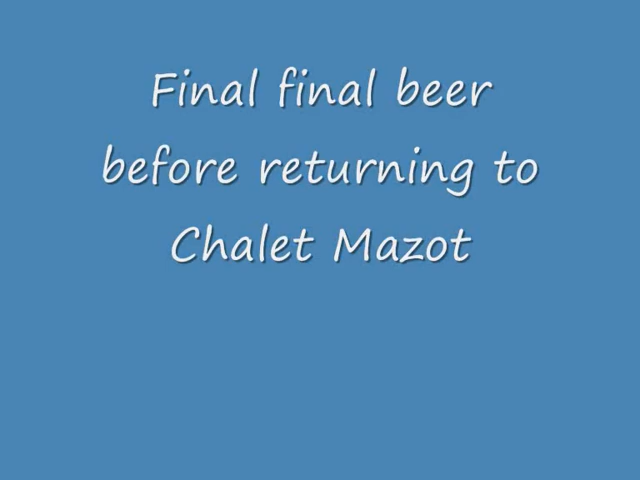 Final final beer
before returning to
Chalet Mazot